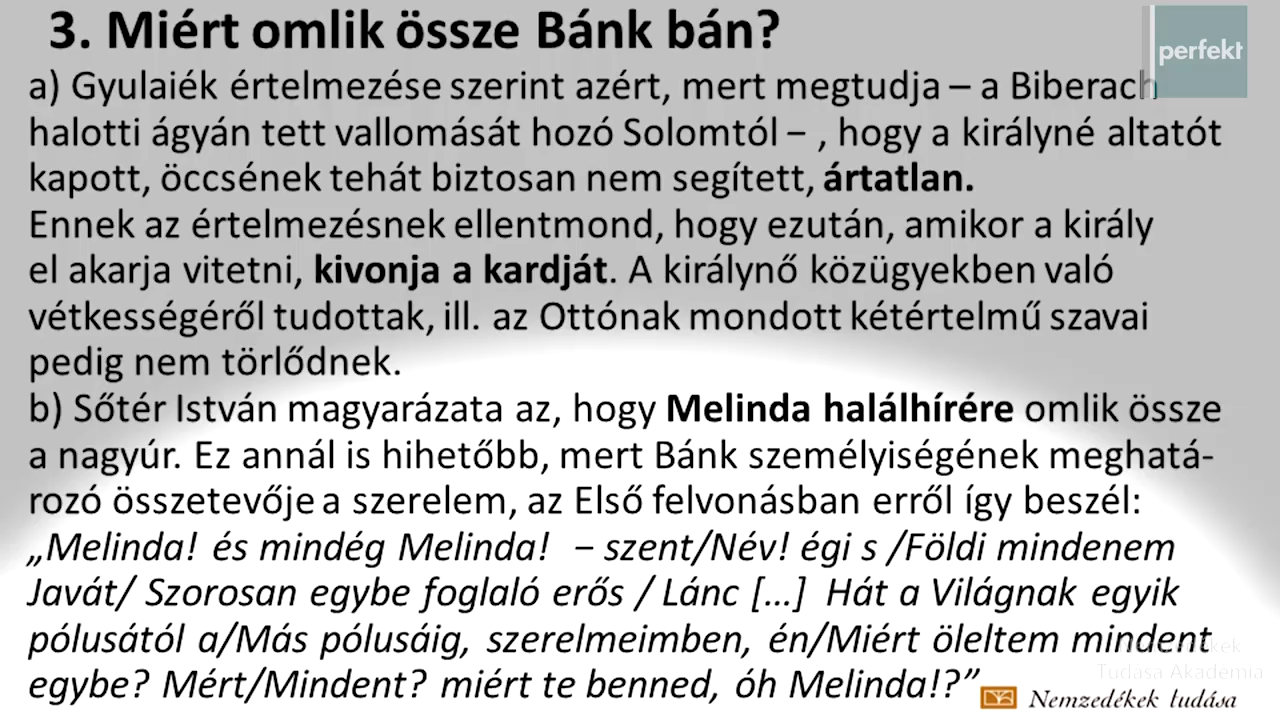 3. Miért omlik össze Bánk bán?
perfekt
a) Gyulaiék értelmezése szerint azért, mert megtudja – a Biberach
halotti ágyán tett vallomását hozó Solomtól – , hogy a királyné altatót
kapott, öccsének tehát biztosan nem segített, ártatlan.
Ennek az értelmezésnek ellentmond, hogy ezután, amikor a király
el akarja vitetni, kivonja a kardját. A királynő közügyekben való
vétkességéről tudottak, ill. az Ottónak mondott kétértelmű szavai
pedig nem törlődnek.
b) Sőtér István magyarázata az, hogy Melinda halálhírére omlik össze
a nagyúr. Ez annál is hihetőbb, mert Bánk személyiségének meghatá-
rozó összetevője a szerelem, az Első felvonásban erről így beszél:
„Melinda! és mindég Melinda! – szent/Név! égi s /Földi mindenem
Javát/ Szorosan egybe foglaló erős / Lánc [...] Hát a Világnak egyik
pólusától a/Más pólusáig, szerelmeimben, én/Miért öleltem mindent
egybe? Mért/Mindent? miért te benned, óh Melinda!?”
Nemzedékek
Tudása Akadémia
Nemzedékek tudása